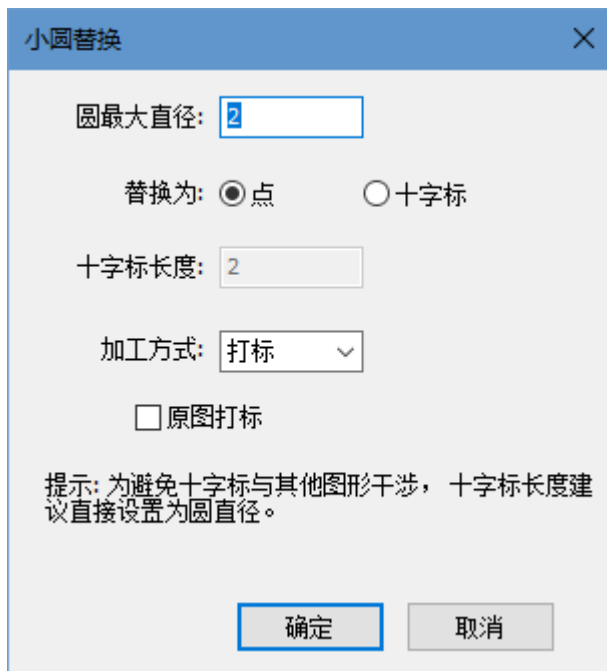 小圆替换
圆最大直径: 2
替换为: 点 十字标
十字标长度: 2
加工方式: 打标
原图打标
提示: 为避免十字标与其他图形干涉， 十字标长度建
议直接设置为圆直径。
确定 取消